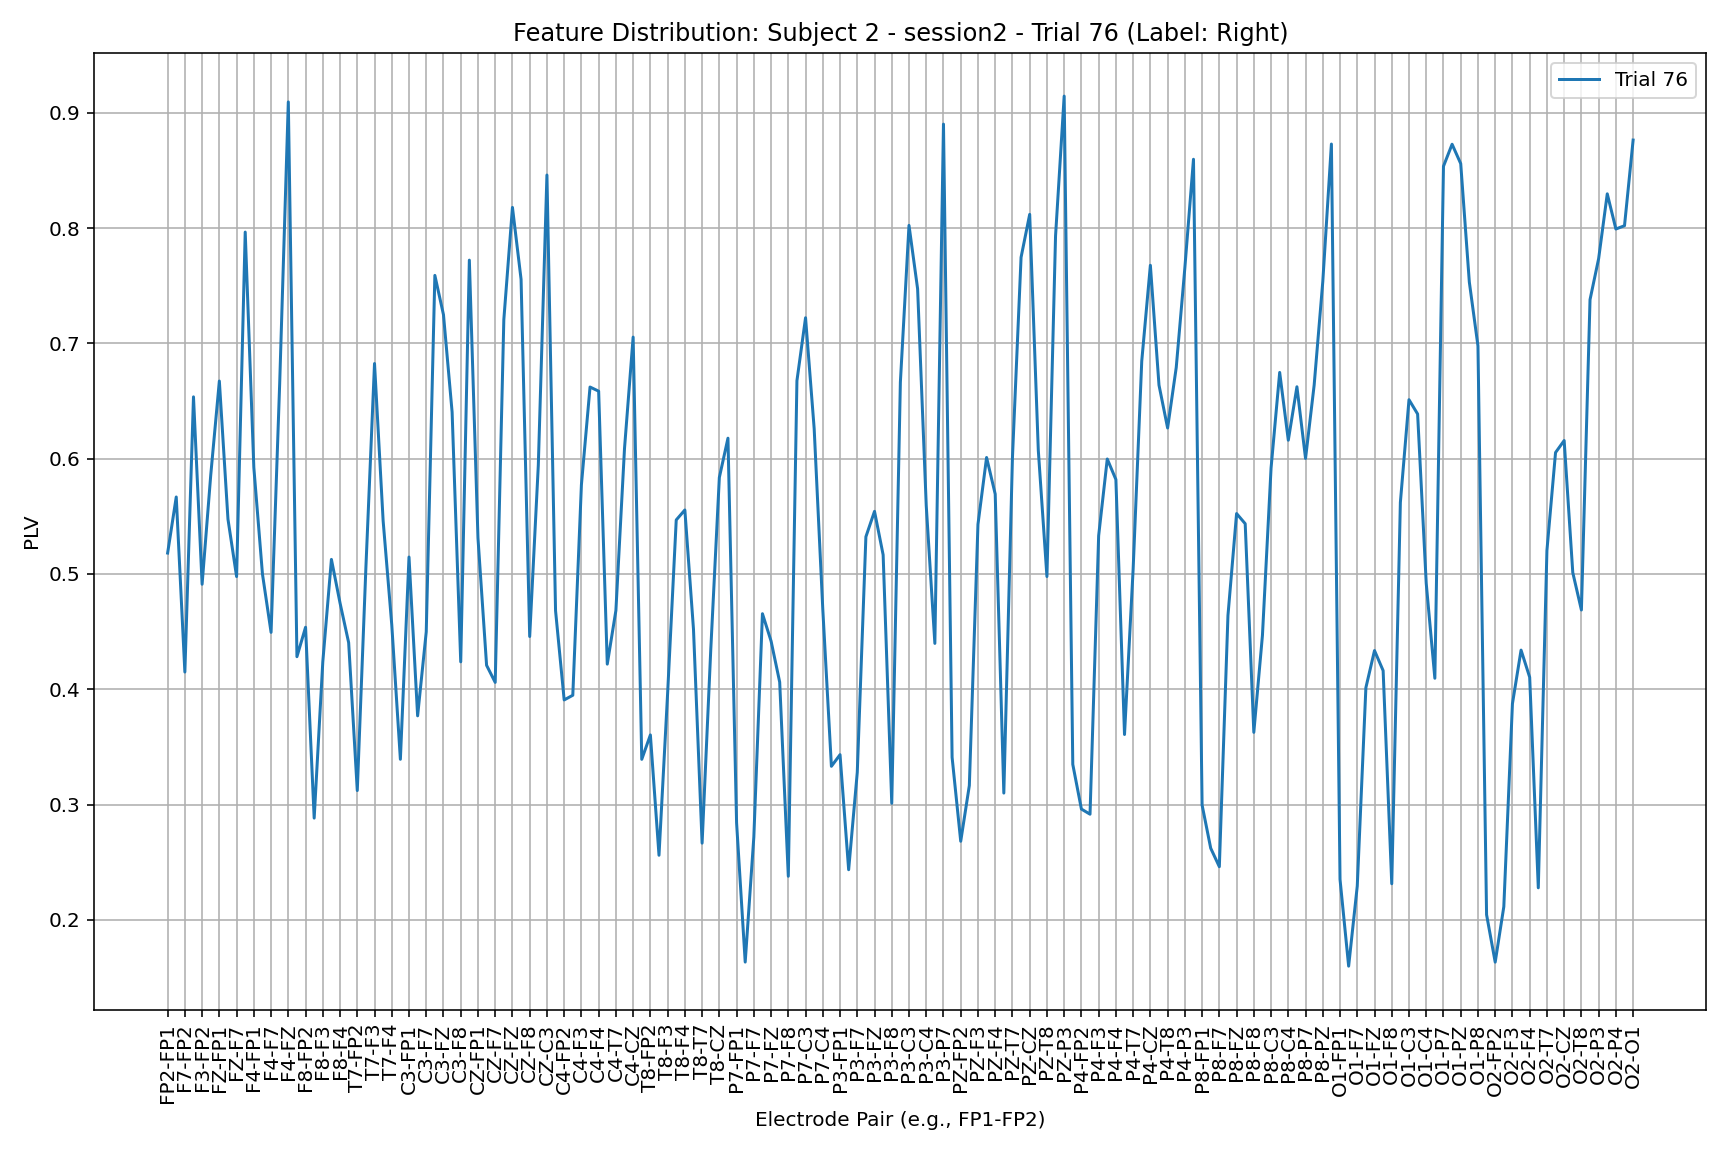 Feature Distribution: Subject 2 - session2 - Trial 76 (Label: Right)
Trial 76
PLV
0.9
0.8
0.7
0.6
0.5
0.4
0.3
0.2
FP2-FP1
F7-FP2
F3-FP2
FZ-FP1
FZ-F7
F4-FP1
F4-F7
F4-FZ
F8-FP2
F8-F3
F8-F4
T7-FP2
T7-F3
T7-F4
C3-FP1
C3-F7
C3-FZ
C3-F8
CZ-FP1
CZ-F7
CZ-FZ
CZ-F8
CZ-C3
C4-FP2
C4-F3
C4-F4
C4-T7
C4-CZ
T8-FP2
T8-F3
T8-F4
T8-T7
T8-CZ
P7-FP1
P7-F7
P7-FZ
P7-F8
P7-C3
P7-C4
P3-FP1
P3-F7
P3-FZ
P3-F8
P3-C3
P3-C4
P3-P7
PZ-FP2
PZ-F3
PZ-F4
PZ-T7
PZ-CZ
PZ-T8
PZ-P3
P4-FP2
P4-F3
P4-F4
P4-T7
P4-CZ
P4-T8
P4-P3
P8-FP1
P8-F7
P8-FZ
P8-F8
P8-C3
P8-C4
P8-P7
P8-PZ
O1-FP1
O1-F7
O1-FZ
O1-F8
O1-C3
O1-C4
O1-P7
O1-PZ
O1-P8
O2-FP2
O2-F3
O2-F4
O2-T7
O2-CZ
O2-T8
O2-P3
O2-P4
O2-O1
Electrode Pair (e.g., FP1-FP2)